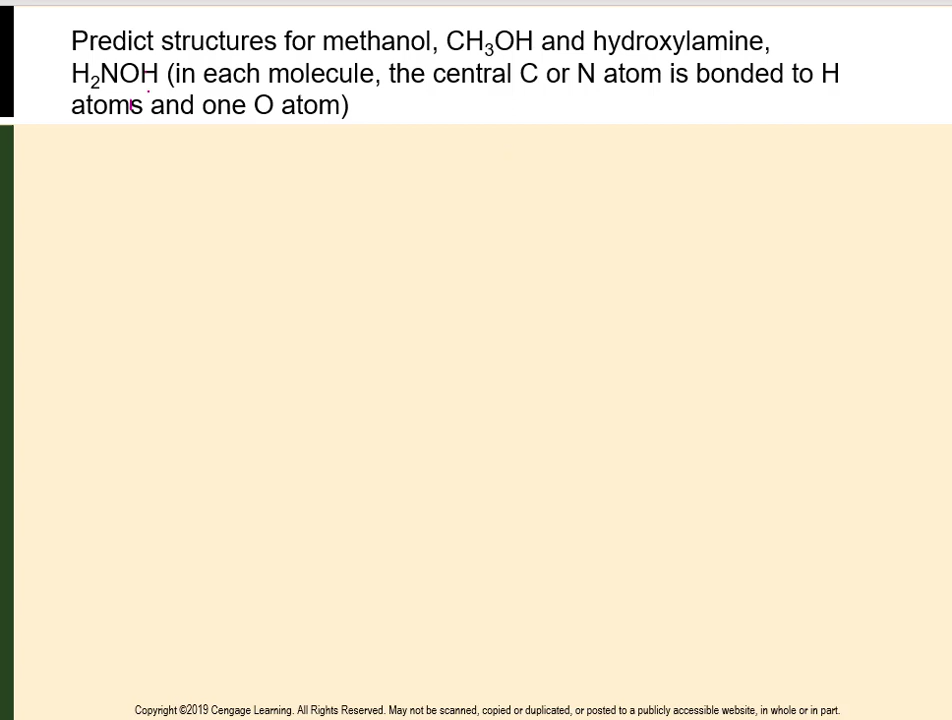 Predict structures for methanol, CH₃OH and hydroxylamine,
H₂NOH (in each molecule, the central C or N atom is bonded to H
atoms and one O atom)
Copyright ©2019 Cengage Learning. All Rights Reserved. May not be scanned, copied or duplicated, or posted to a publicly accessible website, in whole or in part.